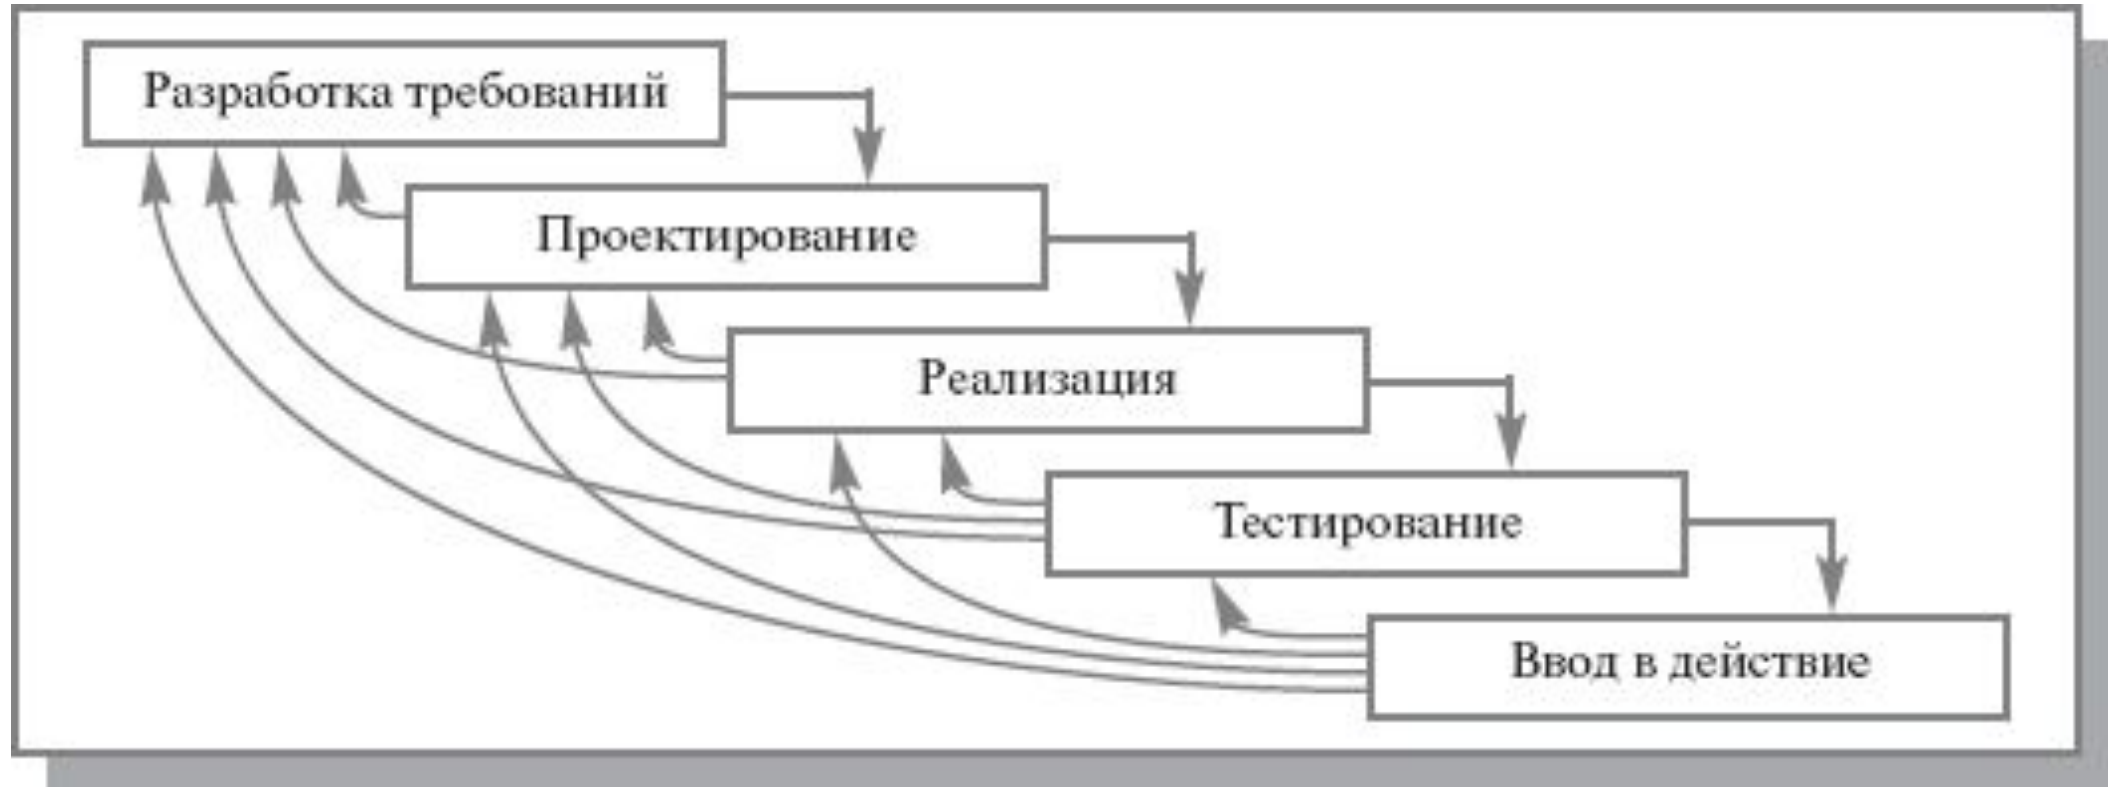 Разработка требований
Проектирование
Реализация
Тестирование
Ввод в действие